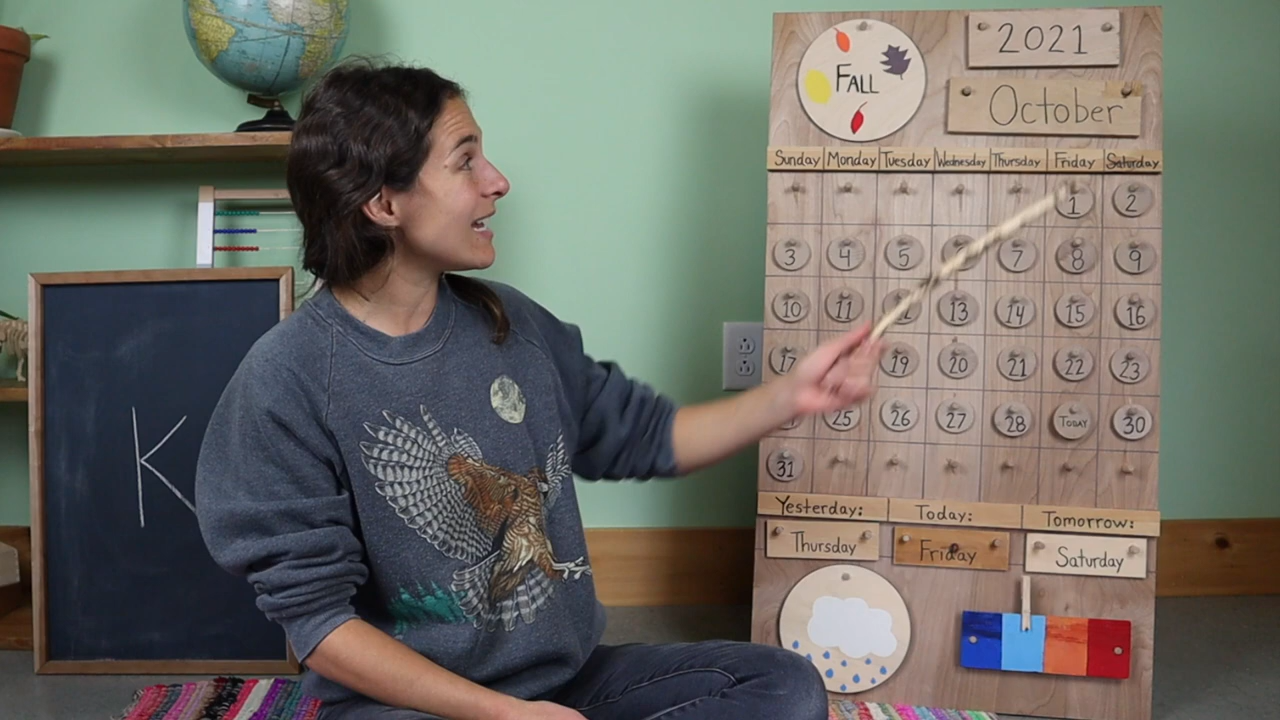 2021
FALL
October
Sunday Monday Tuesday Wednesday Thursday Friday Saturday
1 2
3 4 5 7 8 9
10 11 12 13 14 15 16
17 19 20 21 22 23
25 26 27 28 TODAY 30
31
Yesterday: Today: Tomorrow:
Thursday Friday Saturday
K